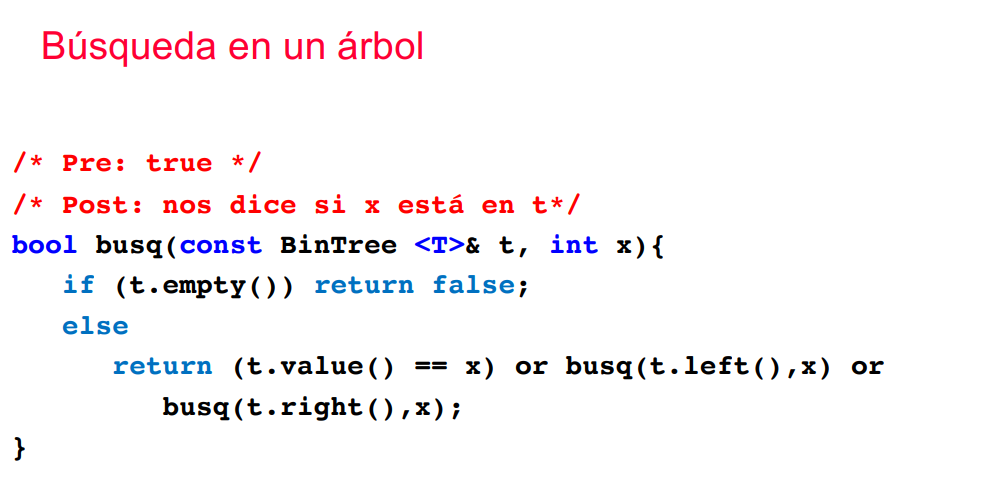 Búsqueda en un árbol
/* Pre: true */
/* Post: nos dice si x está en t*/
bool busq(const BinTree <T>& t, int x){
if (t.empty()) return false;
else
return (t.value() == x) or busq(t.left(),x) or
busq(t.right(),x);
}